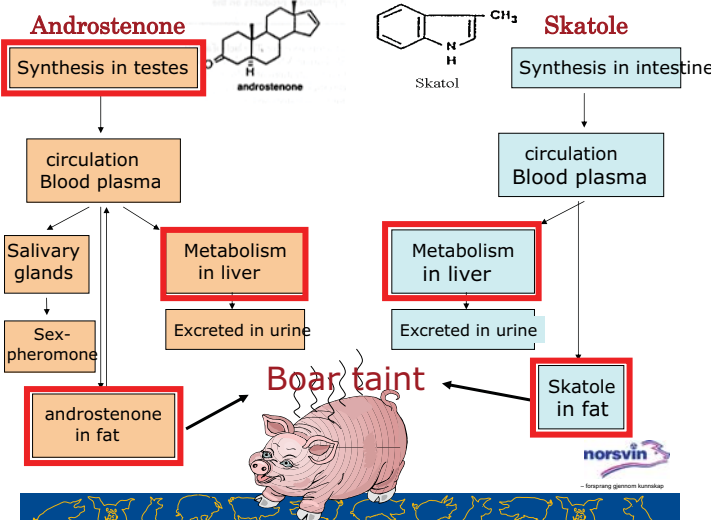 Androstenone
Synthesis in testes
O
H
androstenone
circulation
Blood plasma
Salivary
glands
Sex-
pheromone
Metabolism
in liver
Excreted in urine
androstenone
in fat
CH3
N
H
Skatol
Skatole
Synthesis in intestine
circulation
Blood plasma
Metabolism
in liver
Excreted in urine
Skatole
in fat
Boar taint
norsvin
– forsprang gjennom kunnskap